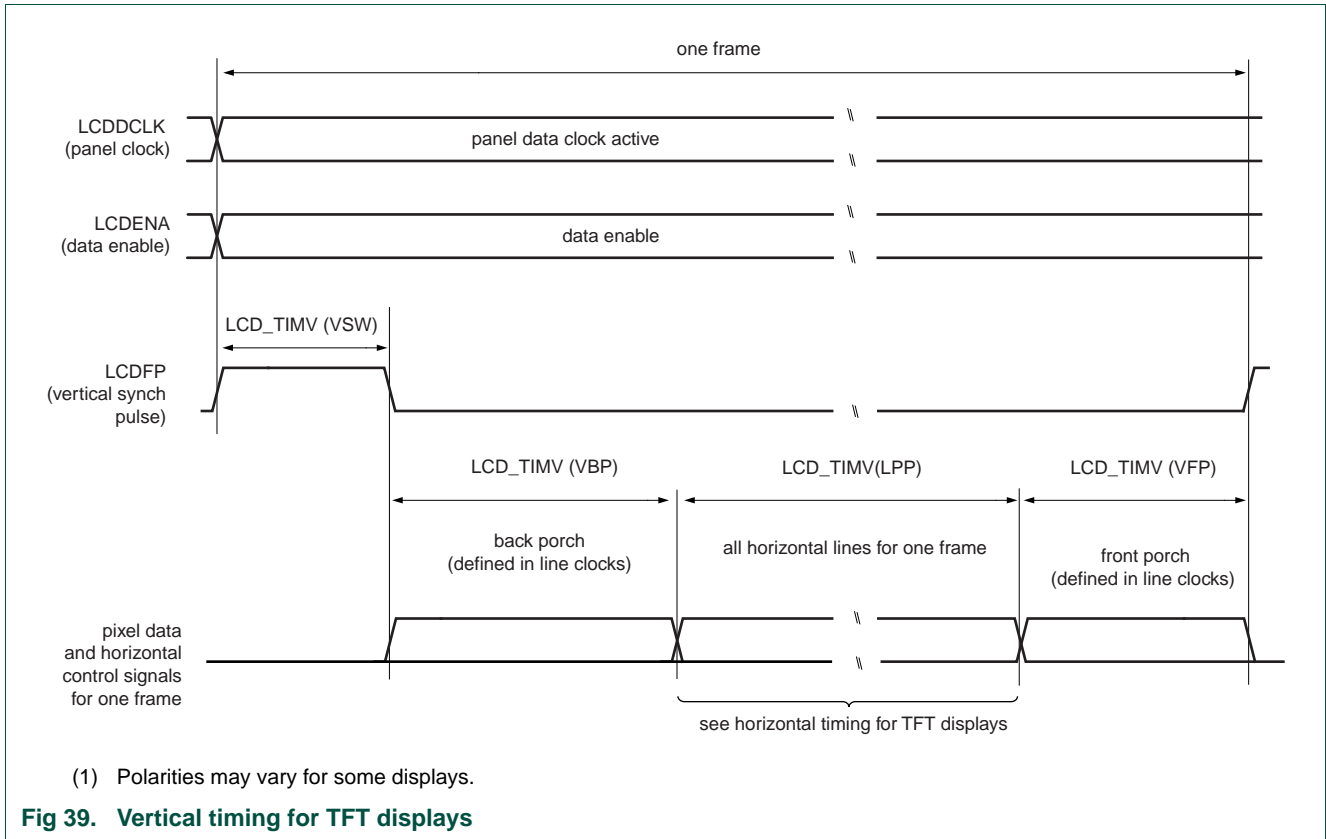 one frame
LCDDCLK
(panel clock)
panel data clock active
LCDENA
(data enable)
data enable
LCD_TIMV (VSW)
LCDFP
(vertical synch
pulse)
LCD_TIMV (VBP)
LCD_TIMV(LPP)
LCD_TIMV (VFP)
back porch
(defined in line clocks)
all horizontal lines for one frame
front porch
(defined in line clocks)
pixel data
and horizontal
control signals
for one frame
see horizontal timing for TFT displays
(1) Polarities may vary for some displays.
Fig 39. Vertical timing for TFT displays